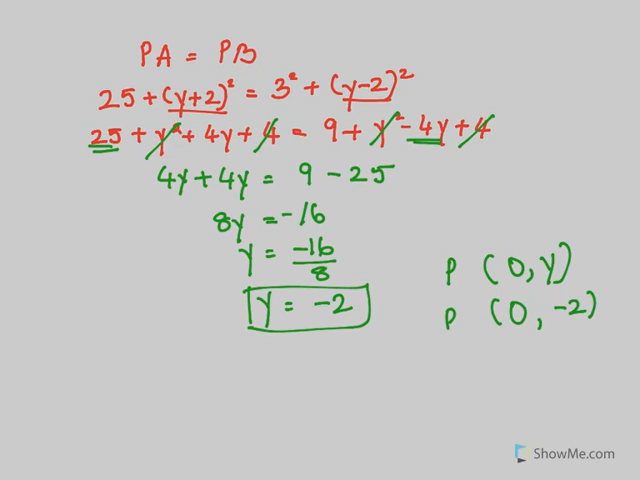 PA = PB
25 + (y+2)² = 3² + (y-2)²
25 + y² + 4y + 4 = 9 + y² - 4y + 4
4y + 4y = 9 - 25
8y = -16
y = -16/8
y = -2
P (0, y)
P (0, -2)
ShowMe.com